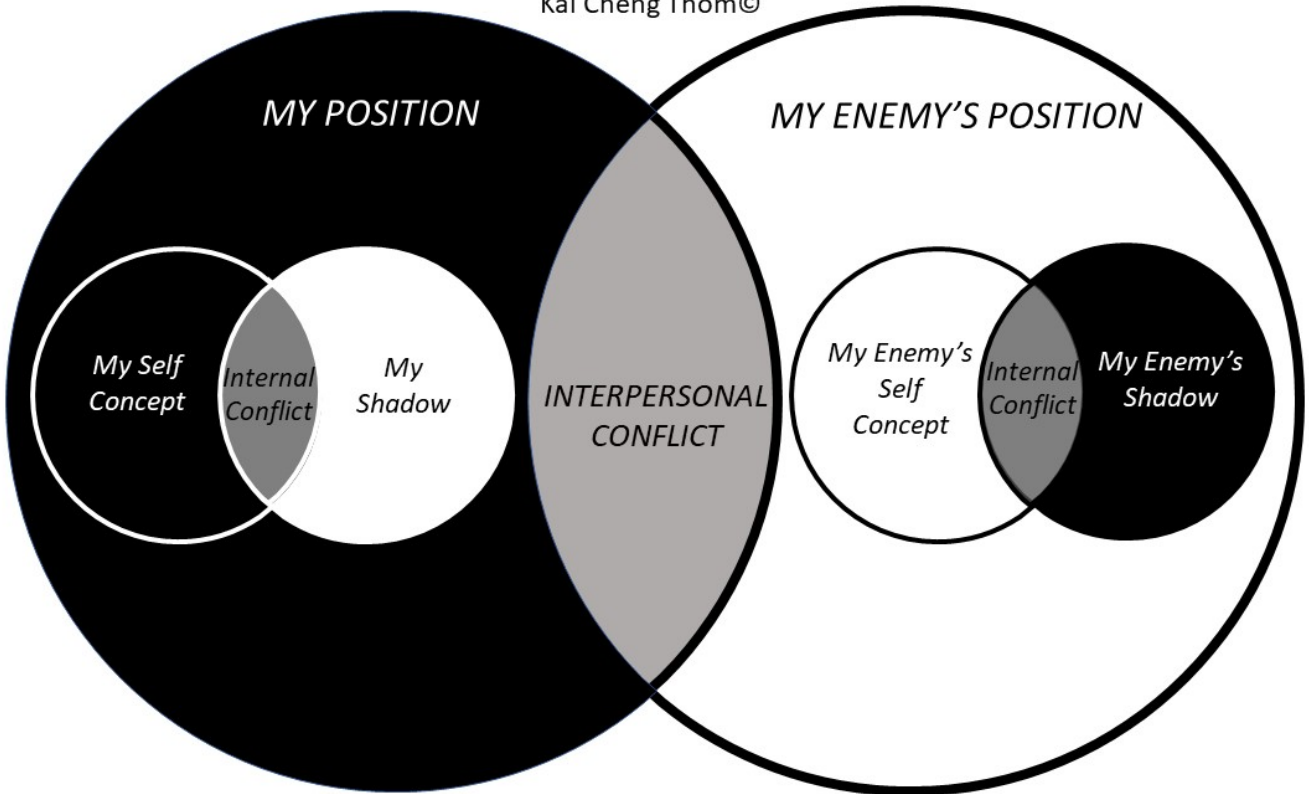 Kai Cheng Thom©
MY POSITION
MY ENEMY'S POSITION
My Self
Concept
Internal
Conflict
My
Shadow
INTERPERSONAL
CONFLICT
My Enemy's
Self
Concept
Internal
Conflict
My Enemy's
Shadow